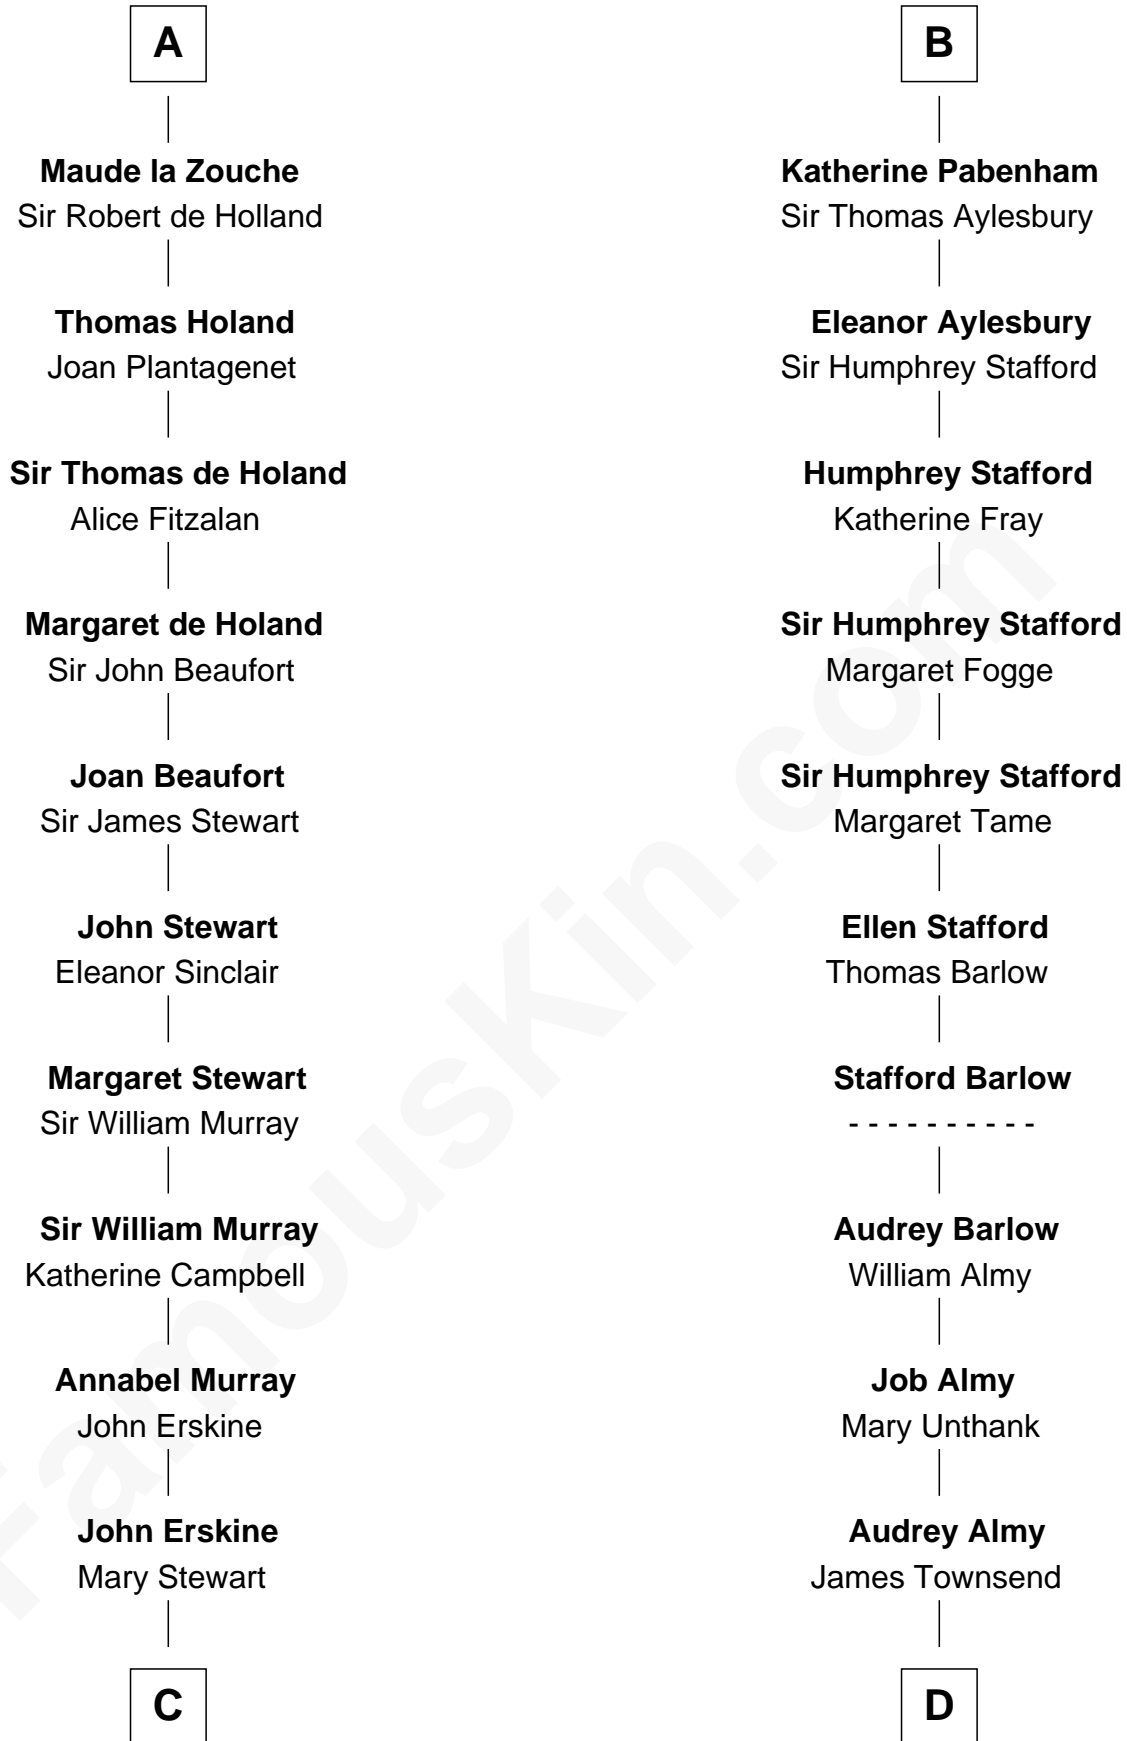 A
Maude la Zouche
Sir Robert de Holland
Thomas Holand
Joan Plantagenet
Sir Thomas de Holand
Alice Fitzalan
Margaret de Holand
Sir John Beaufort
Joan Beaufort
Sir James Stewart
John Stewart
Eleanor Sinclair
Margaret Stewart
Sir William Murray
Sir William Murray
Katherine Campbell
Annabel Murray
John Erskine
John Erskine
Mary Stewart
C
B
Katherine Pabenham
Sir Thomas Aylesbury
Eleanor Aylesbury
Sir Humphrey Stafford
Humphrey Stafford
Katherine Fray
Sir Humphrey Stafford
Margaret Fogge
Sir Humphrey Stafford
Margaret Tame
Ellen Stafford
Thomas Barlow
Stafford Barlow
- - - - - - - - - -
Audrey Barlow
William Almy
Job Almy
Mary Unthank
Audrey Almy
James Townsend
D
FamousKin.com